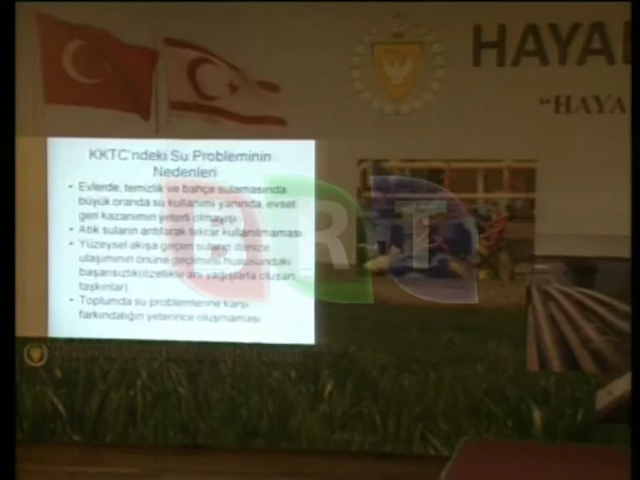 HAYA
"HAYA
KKTC'ndeki Su Probleminin
Nedenleri
• Evlerde, temizlik ve bahçe sulamasında
büyük oranda su kullanımı yanında, evsel
geri kazanımın yeterli olmayışı
• Atık suların arıtılarak tekrar kullanılmaması
• Yüzeysel akışa geçen suların denize
ulaşımının önüne geçilmesi hususundaki
başarısızlık(özellikle ani yağışlarla oluşan
taşkınlar)
• Toplumda su problemlerine karşı
farkındalığın yeterince oluşmaması
ART